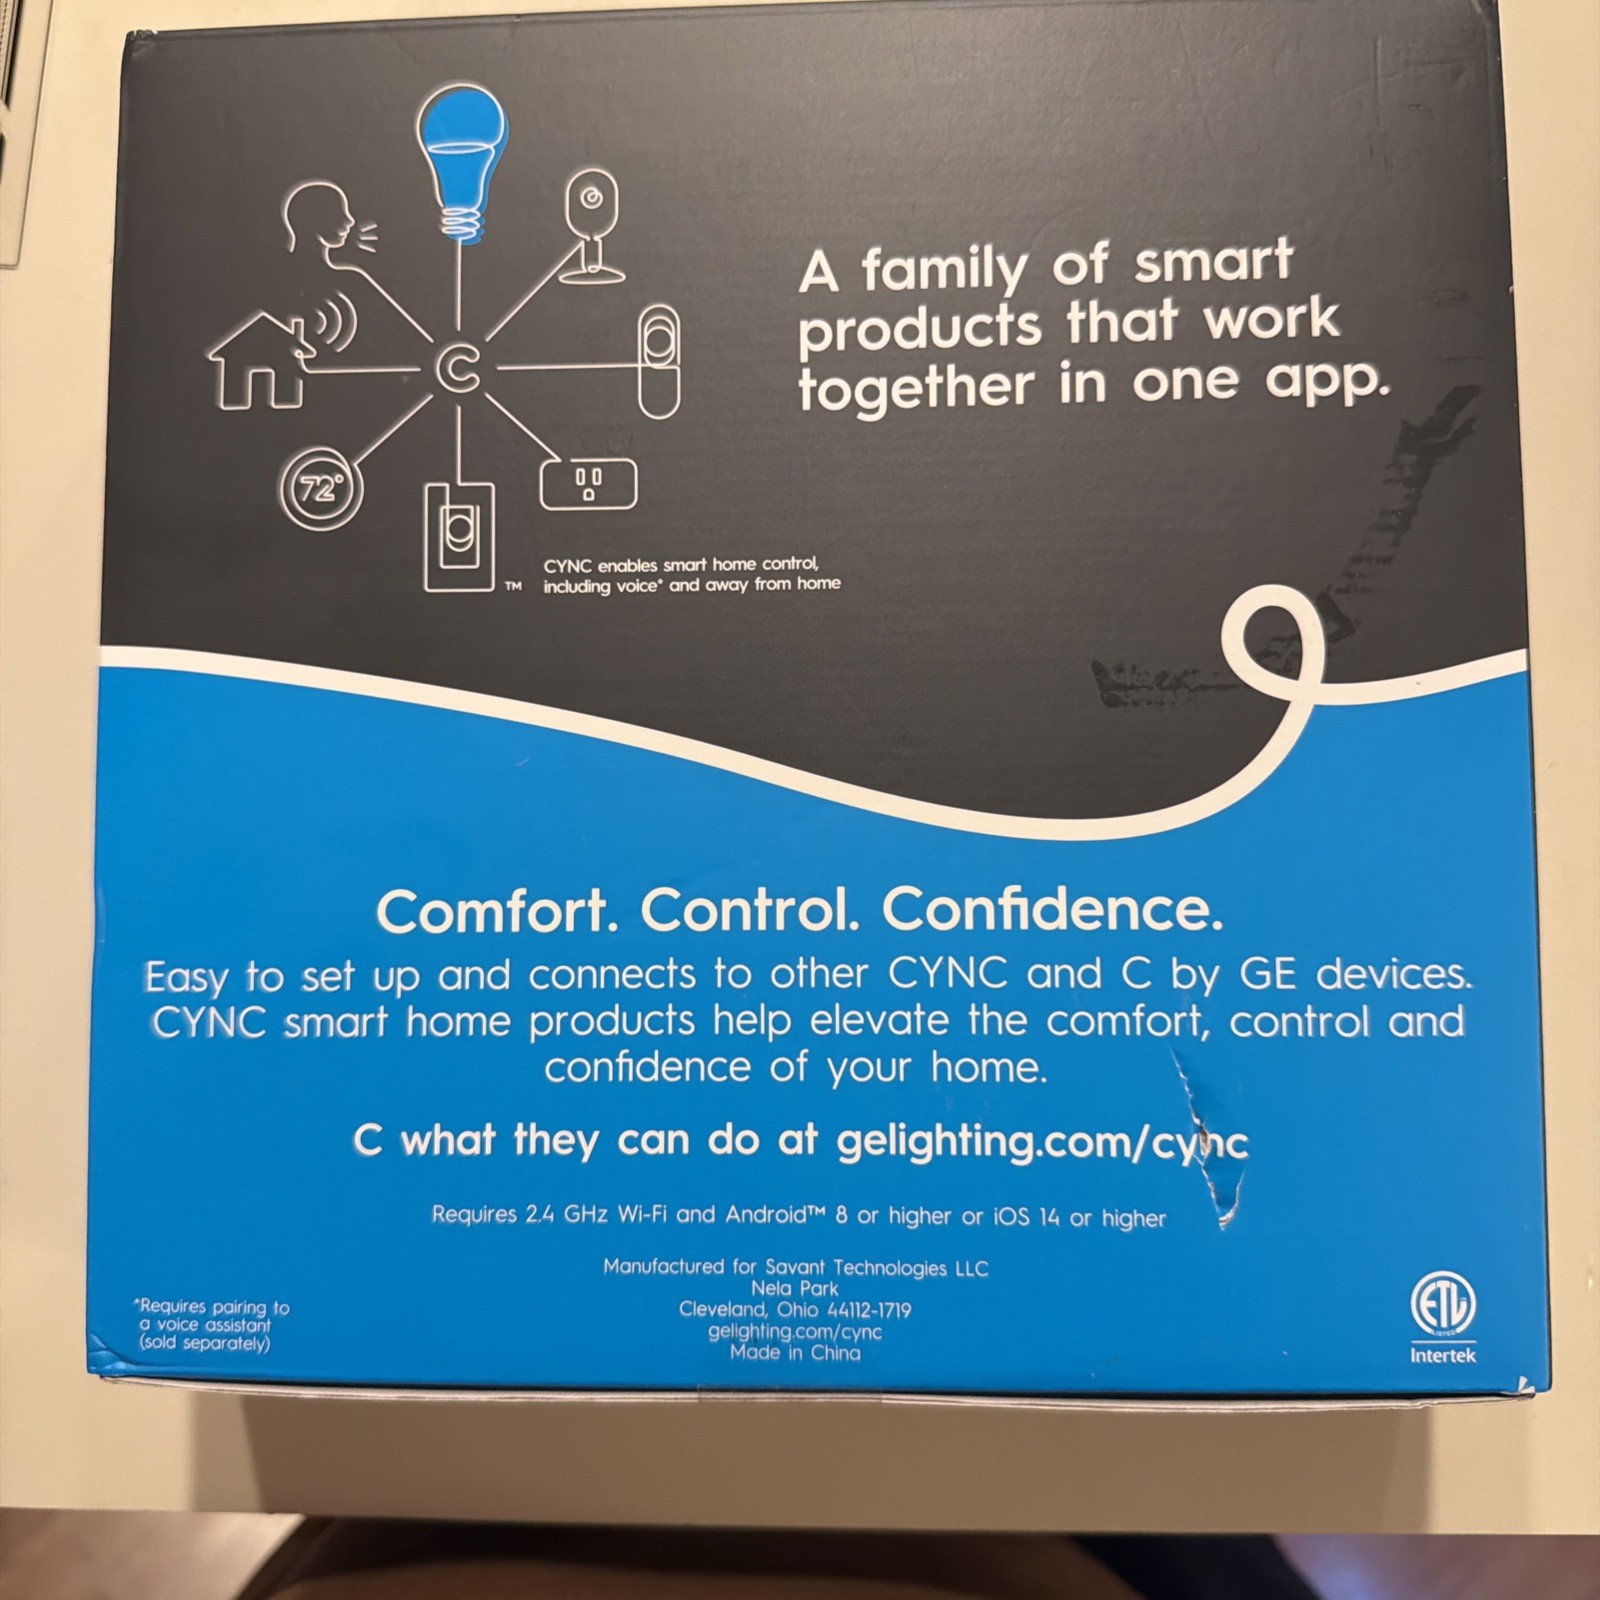 A family of smart
products that work
together in one app.
C
72°
TM
CYNC enables smart home control,
including voice* and away from home
Comfort. Control. Confidence.
Easy to set up and connects to other CYNC and C by GE devices.
CYNC smart home products help elevate the comfort, control and
confidence of your home.
C what they can do at gelighting.com/cync
Requires 2.4 GHz Wi-Fi and Android™ 8 or higher or iOS 14 or higher
Manufactured for Savant Technologies LLC
Nela Park
Cleveland, Ohio 44112-1719
gelighting.com/cync
Made in China
*Requires pairing to
a voice assistant
(sold separately)
ETL
LISTED
Intertek